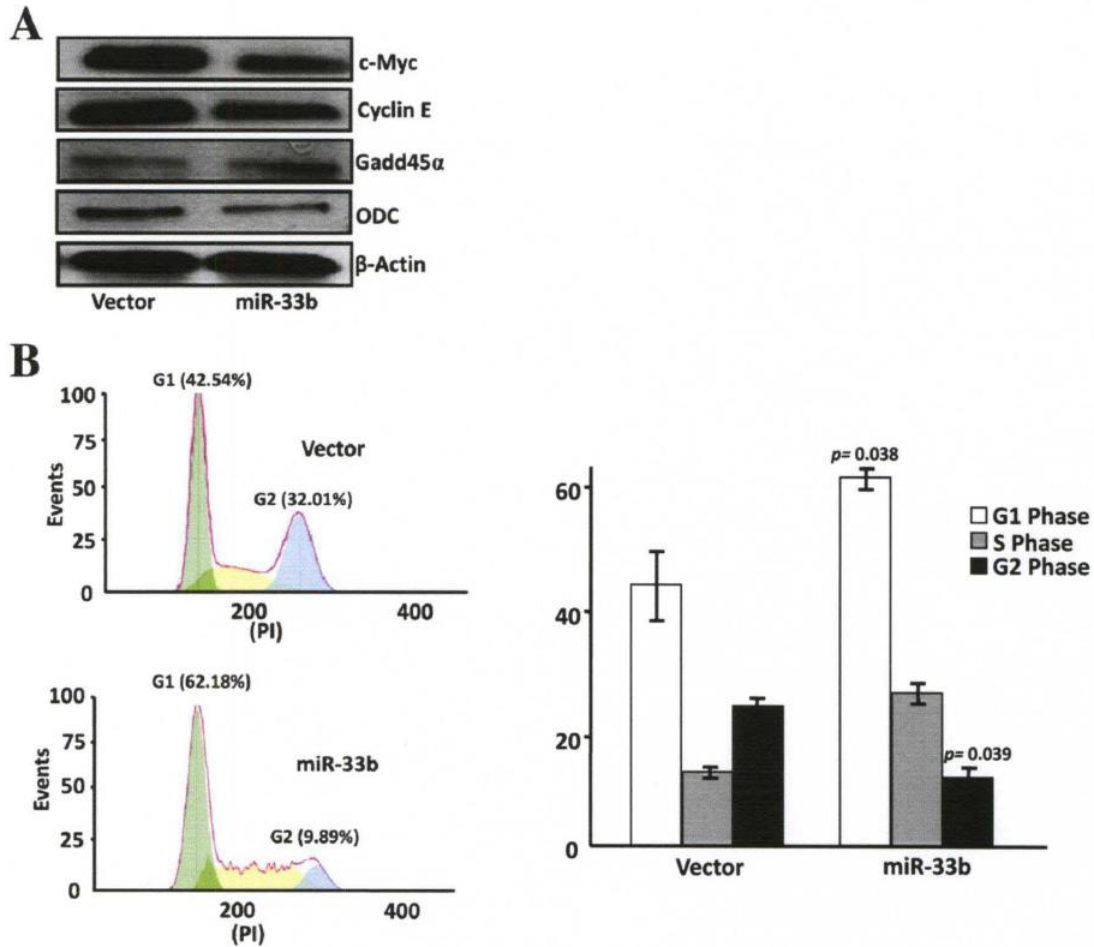 A
c-Myc
Cyclin E
Gadd45α
ODC
β-Actin
Vector miR-33b
B
G1 (42.54%)
100
75
50
25
0
Events
Vector
G2 (32.01%)
200 400
(PI)
G1 (62.18%)
100
75
50
25
0
Events
miR-33b
G2 (9.89%)
200 400
(PI)
60
40
20
0
p= 0.038
p= 0.039
Vector miR-33b
G1 Phase
S Phase
G2 Phase